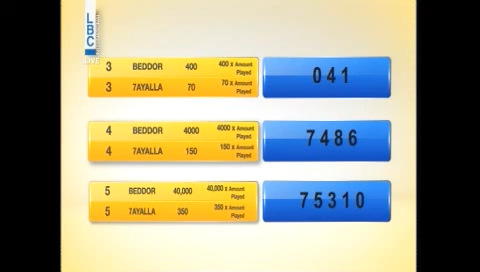 LBC
LIVE
3 BEDDOR 400 400 x Amount Played
3 7AYALLA 70 70 x Amount Played
041
4 BEDDOR 4000 4000 x Amount Played
4 7AYALLA 150 150 x Amount Played
7486
5 BEDDOR 40,000 40,000 x Amount Played
5 7AYALLA 350 350 x Amount Played
75310